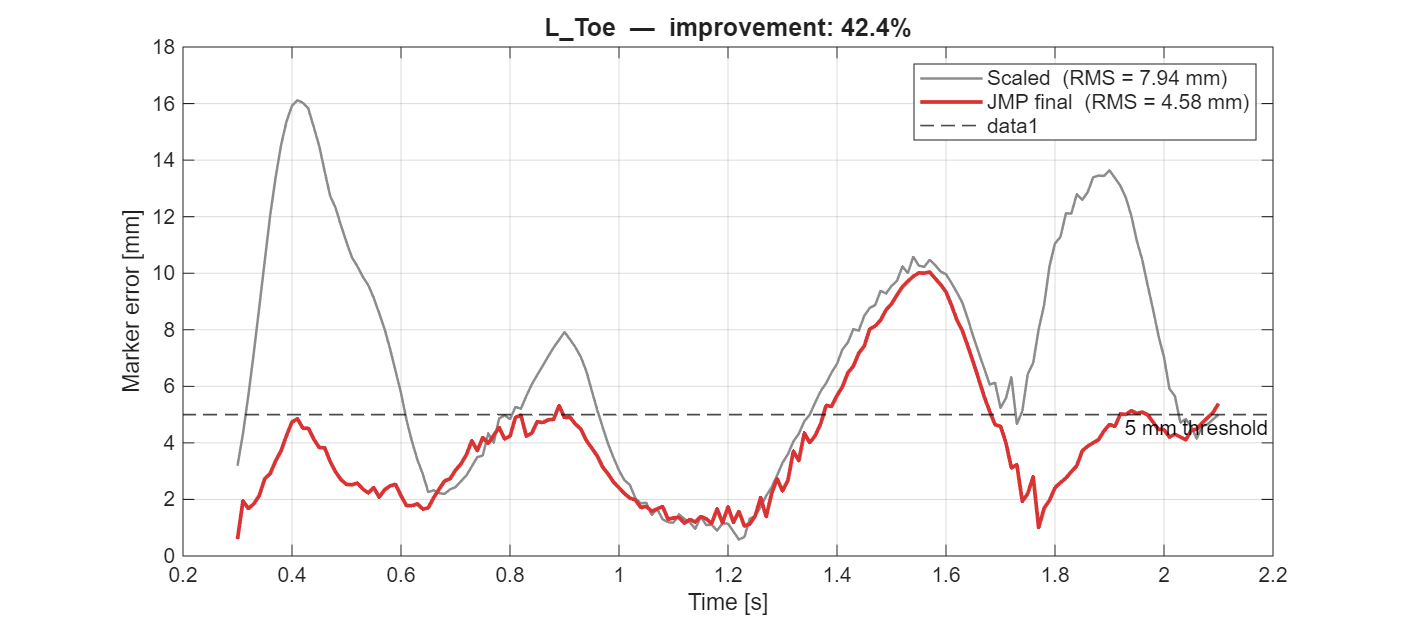 L_Toe — improvement: 42.4%
Scaled (RMS = 7.94 mm)
JMP final (RMS = 4.58 mm)
data1
5 mm threshold
Marker error [mm]
18
16
14
12
10
8
6
4
2
0
0.2 0.4 0.6 0.8 1 1.2 1.4 1.6 1.8 2 2.2
Time [s]